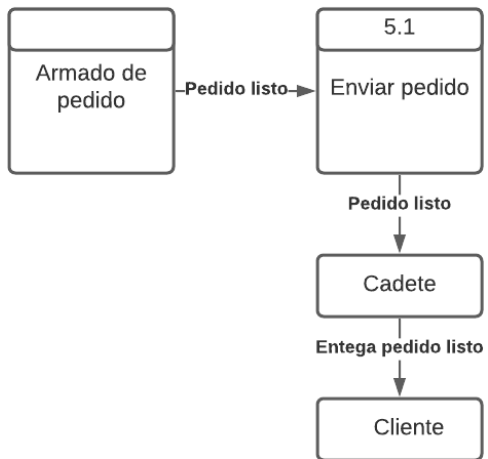 5.1
Armado de
pedido
Pedido listo
Enviar pedido
Pedido listo
Cadete
Entega pedido listo
Cliente